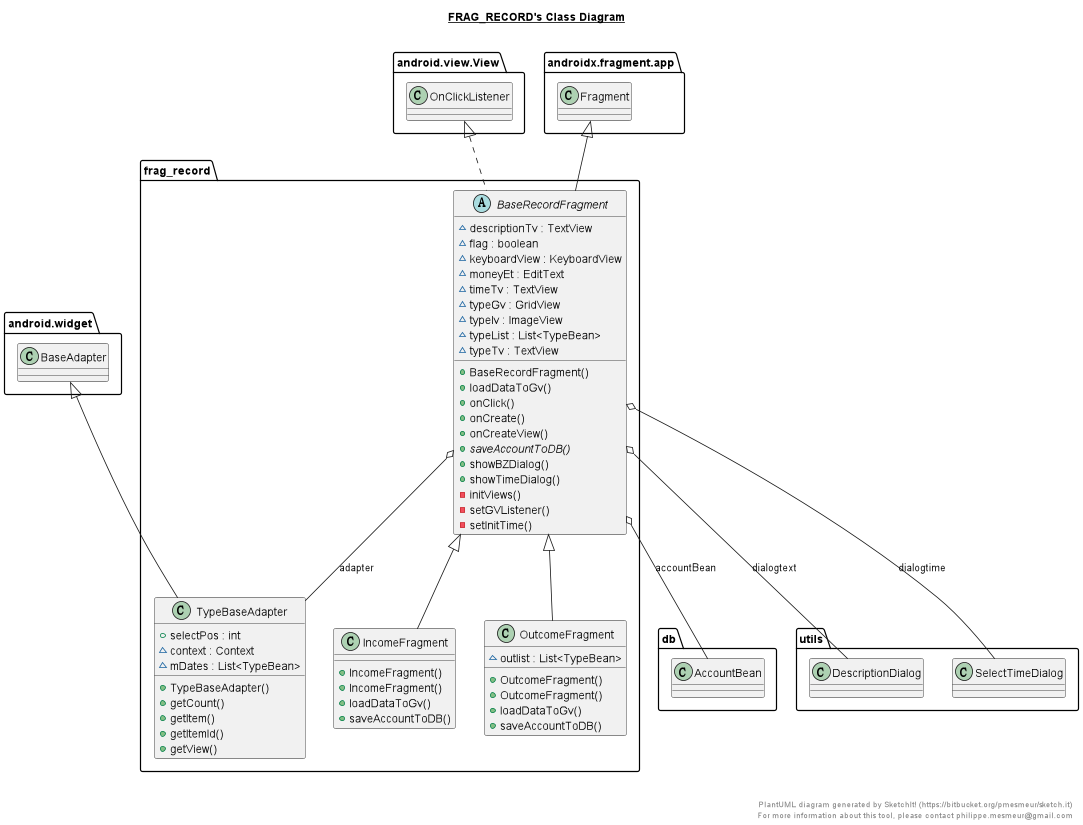 FRAG_RECORD's Class Diagram
android.view.View
androidx.fragment.app
C OnClickListener
C Fragment
frag_record
A BaseRecordFragment
descriptionTv : TextView
flag : boolean
keyboardView : KeyboardView
moneyEt : EditText
timeTv : TextView
typeGv : GridView
typeIv : ImageView
typeList : List<TypeBean>
typeTv : TextView
BaseRecordFragment()
loadDataToGv()
onClick()
onCreate()
onCreateView()
saveAccountToDB()
showBZDialog()
showTimeDialog()
initViews()
setGVListener()
setInitTime()
android.widget
C BaseAdapter
adapter
accountBean
dialogtext
dialogtime
C TypeBaseAdapter
selectPos : int
context : Context
mDates : List<TypeBean>
TypeBaseAdapter()
getCount()
getItem()
getItemId()
getView()
C IncomeFragment
IncomeFragment()
IncomeFragment()
loadDataToGv()
saveAccountToDB()
C OutcomeFragment
outlist : List<TypeBean>
OutcomeFragment()
OutcomeFragment()
loadDataToGv()
saveAccountToDB()
db
C AccountBean
utils
C DescriptionDialog
C SelectTimeDialog
PlantUML diagram generated by SketchIt! (https://bitbucket.org/pmesmeur/sketch.it)
For more information about this tool, please contact philippe.mesmeur@gmail.com